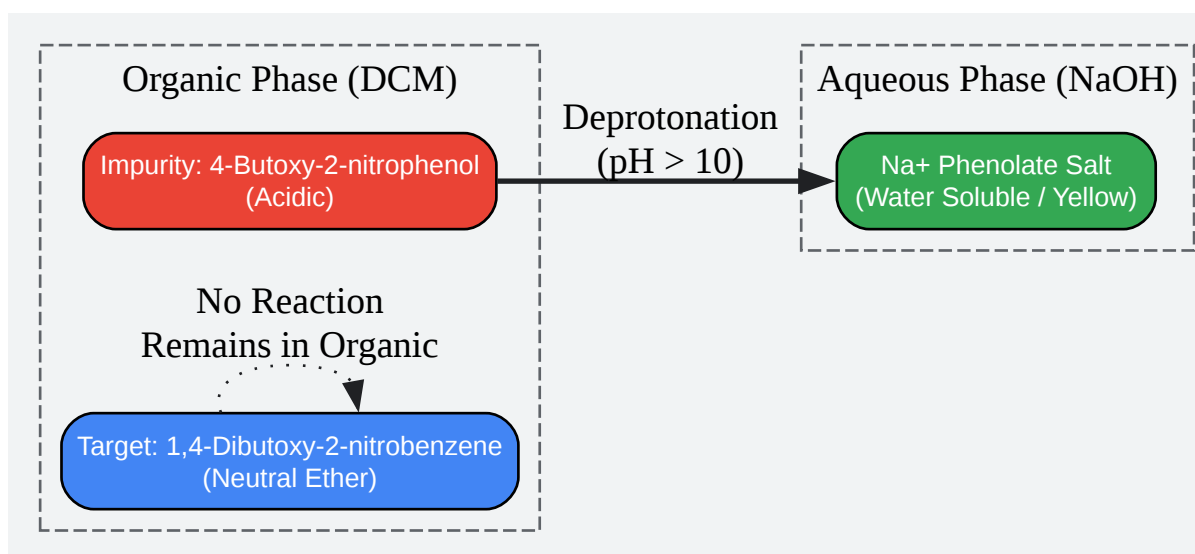 Organic Phase (DCM)
Impurity: 4-Butoxy-2-nitrophenol
(Acidic)
No Reaction
Remains in Organic
Target: 1,4-Dibutoxy-2-nitrobenzene
(Neutral Ether)
Deprotonation
(pH > 10)
Aqueous Phase (NaOH)
Na+ Phenolate Salt
(Water Soluble / Yellow)